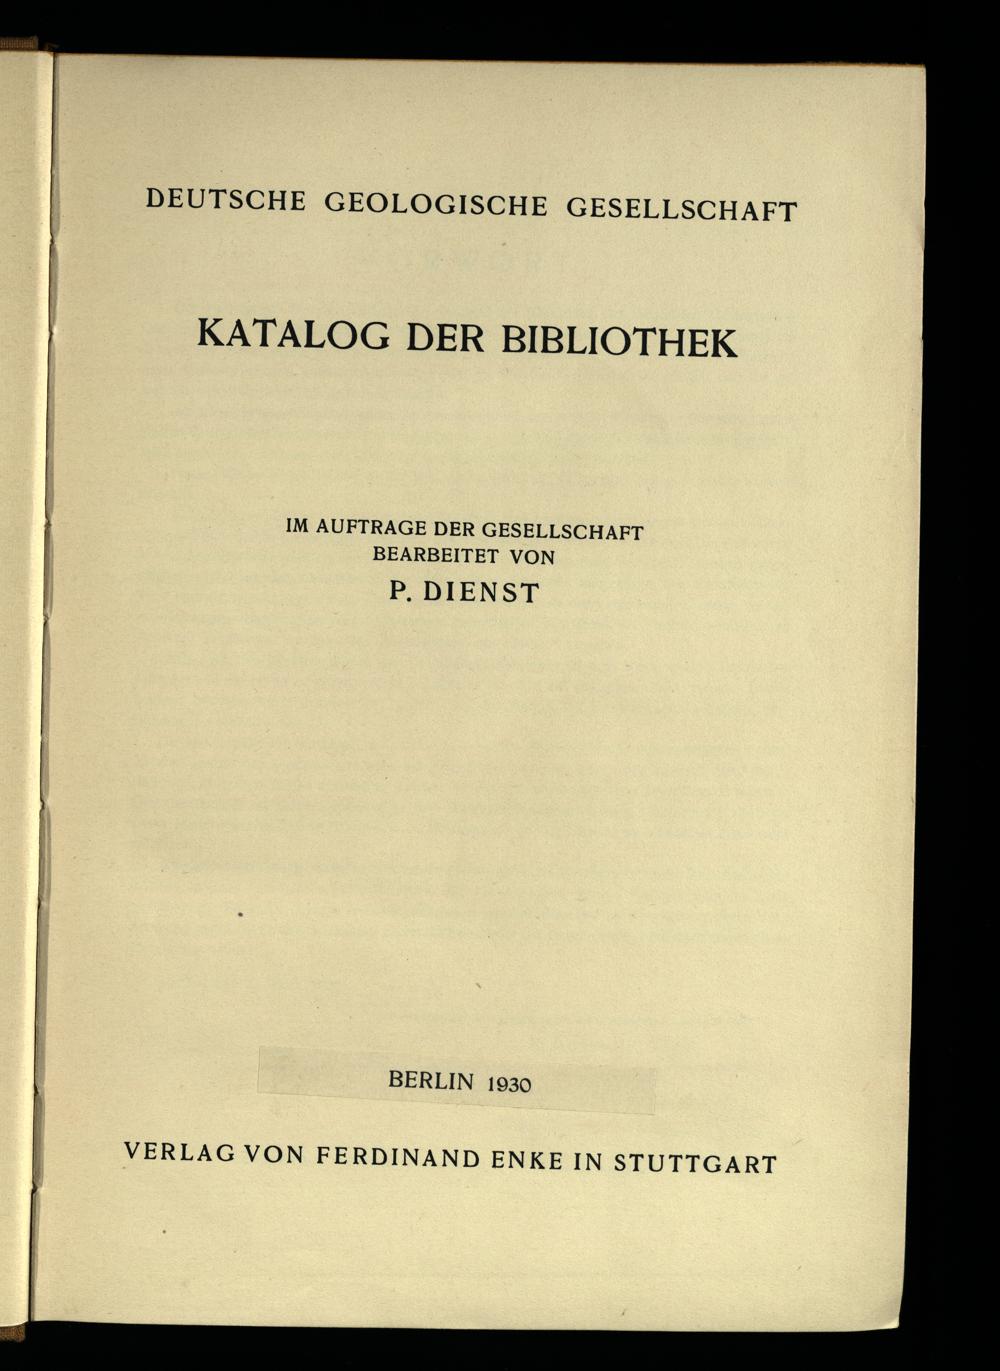 DEUTSCHE GEOLOGISCHE GESELLSCHAFT
KATALOG DER BIBLIOTHEK
IM AUFTRAGE DER GESELLSCHAFT
BEARBEITET VON
P. DIENST
BERLIN 1930
VERLAG VON FERDINAND ENKE IN STUTTGART